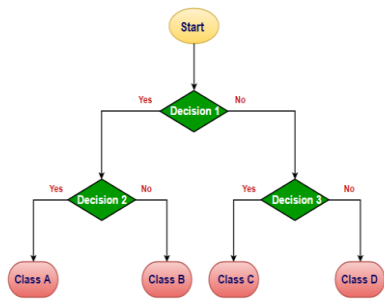 Start
Decision 1
Yes
No
Decision 2
Decision 3
Yes
No
Yes
No
Class A
Class B
Class C
Class D